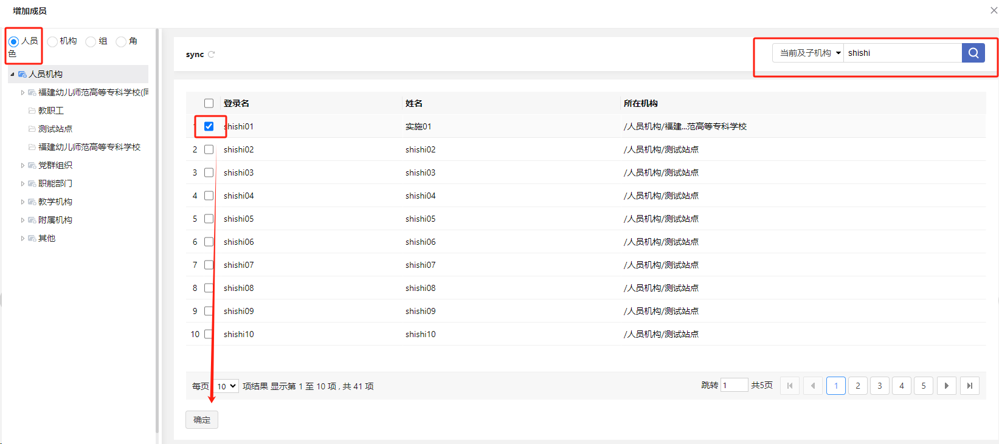 增加成员
人员 机构 组 角
色
人员机构
福建幼儿师范高等专科学校(同
教职工
测试站点
福建幼儿师范高等专科学校
党群组织
职能部门
教学机构
附属机构
其他
sync
当前及子机构 shishi
登录名 姓名 所在机构
1 shishi01 实施01 /人员机构/福建...范高等专科学校
2 shishi02 shishi02 /人员机构/测试站点
3 shishi03 shishi03 /人员机构/测试站点
4 shishi04 shishi04 /人员机构/测试站点
5 shishi05 shishi05 /人员机构/测试站点
6 shishi06 shishi06 /人员机构/测试站点
7 shishi07 shishi07 /人员机构/测试站点
8 shishi08 shishi08 /人员机构/测试站点
9 shishi09 shishi09 /人员机构/测试站点
10 shishi10 shishi10 /人员机构/测试站点
每页 10 项结果 显示第 1 至 10 项 , 共 41 项 跳转 1 共5页 1 2 3 4 5
确定